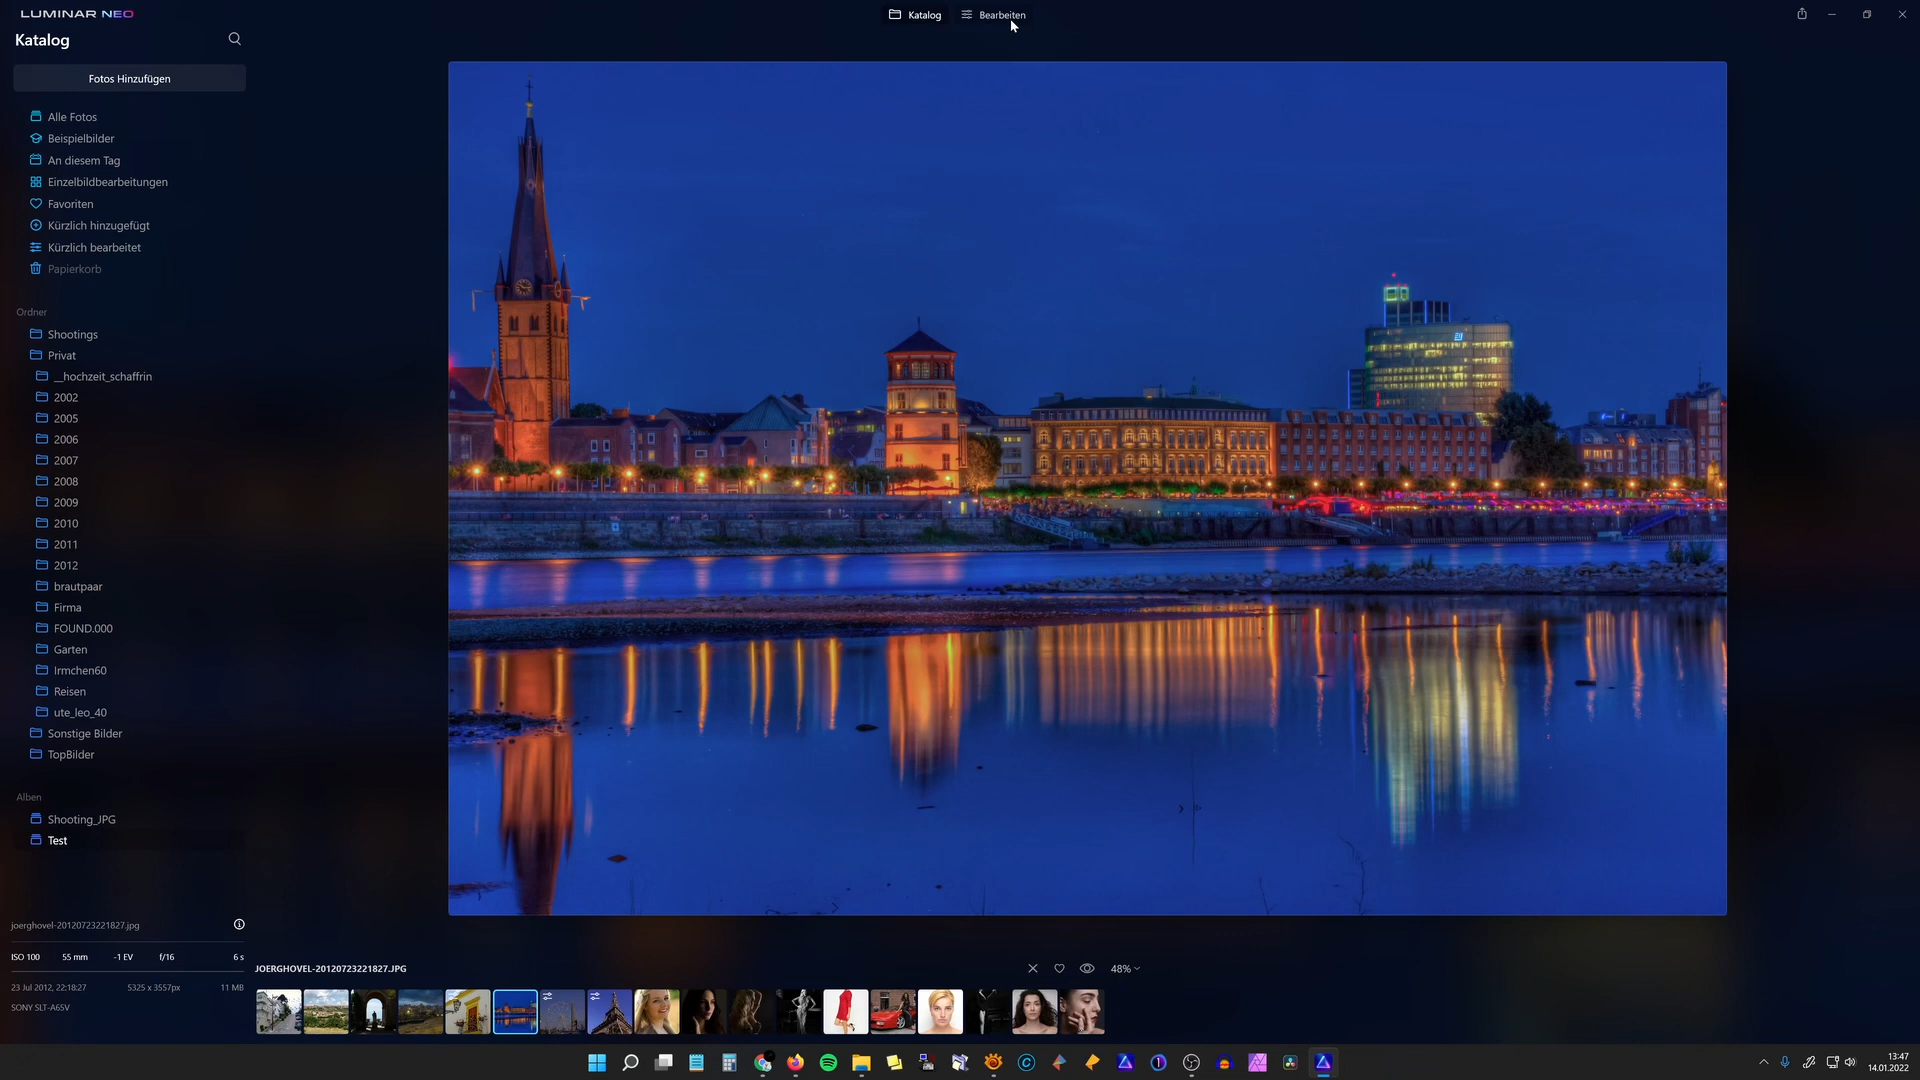 LUMINAR NEO
Katalog
Bearbeiten
Katalog
Fotos Hinzufügen
Alle Fotos
Beispielbilder
An diesem Tag
Einzelbildbearbeitungen
Favoriten
Kürzlich hinzugefügt
Kürzlich bearbeitet
Papierkorb
Ordner
Shootings
Privat
__hochzeit_schaffrin
2002
2005
2006
2007
2008
2009
2010
2011
2012
brautpaar
Firma
FOUND.000
Garten
Irmchen60
Reisen
ute_leo_40
Sonstige Bilder
TopBilder
Alben
Shooting_JPG
Test
joerghovel-20120723221827.jpg
ISO 100 55 mm -1 EV f/16 6 s
23 Jul 2012, 22:18:27 5325 x 3557px 11 MB
SONY SLT-A65V
JOERGHOVEL-20120723221827.JPG
48%
13:47
14.01.2022